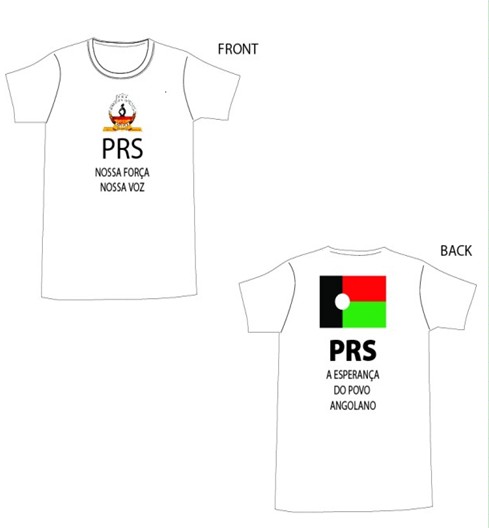 FRONT
PRS
NOSSA FORÇA
NOSSA VOZ
BACK
PRS
A ESPERANÇA
DO POVO
ANGOLANO